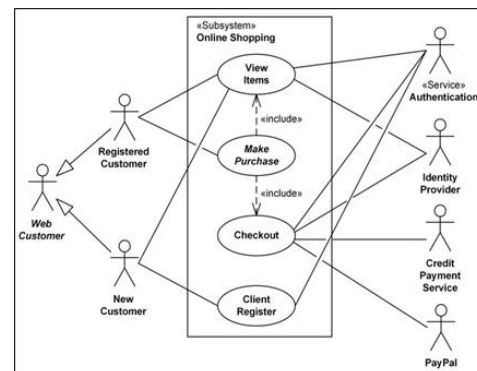 «Subsystem»
Online Shopping
View
Items
«include»
Make
Purchase
«include»
Checkout
Client
Register
Registered
Customer
Web
Customer
New
Customer
«Service»
Authentication
Identity
Provider
Credit
Payment
Service
PayPal